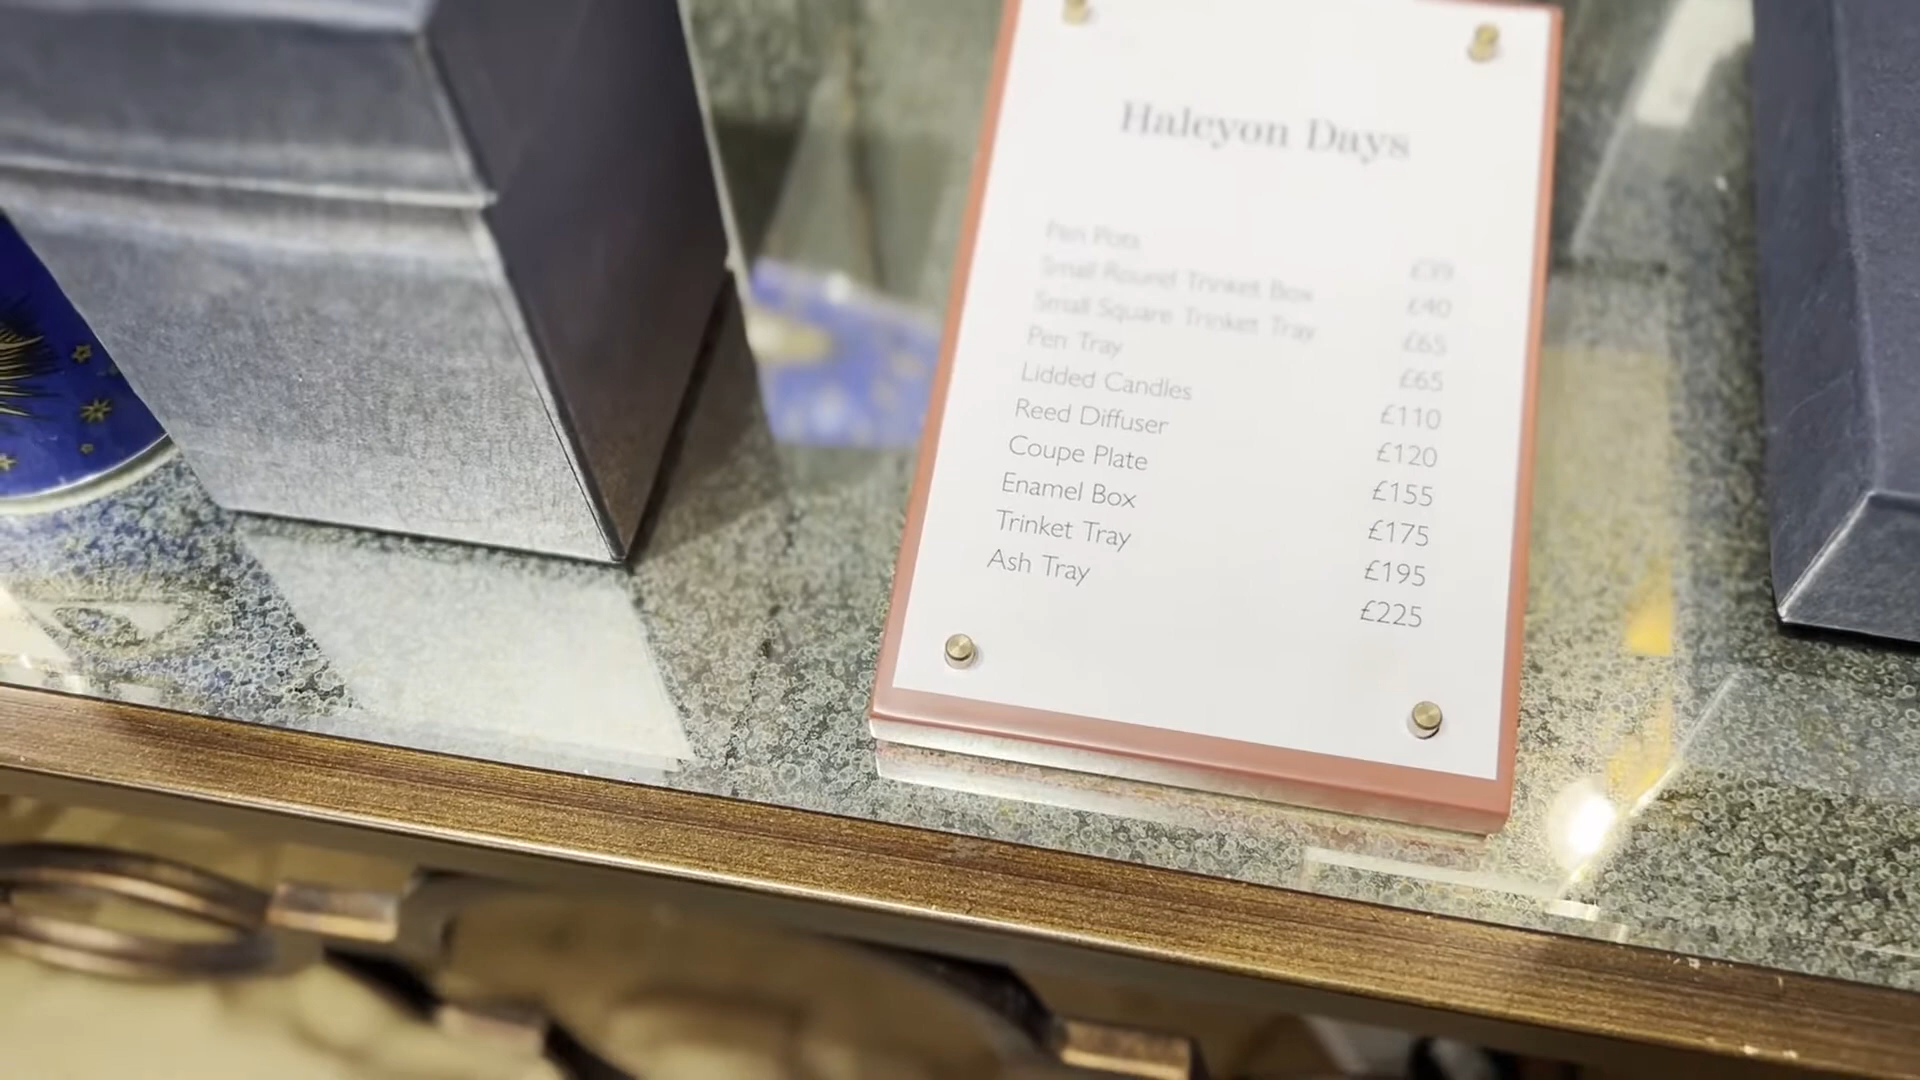 Halcyon Days
Pen Pots £39
Small Round Trinket Box £40
Small Square Trinket Tray £65
Pen Tray £65
Lidded Candles £110
Reed Diffuser £120
Coupe Plate £155
Enamel Box £175
Trinket Tray £195
Ash Tray £225